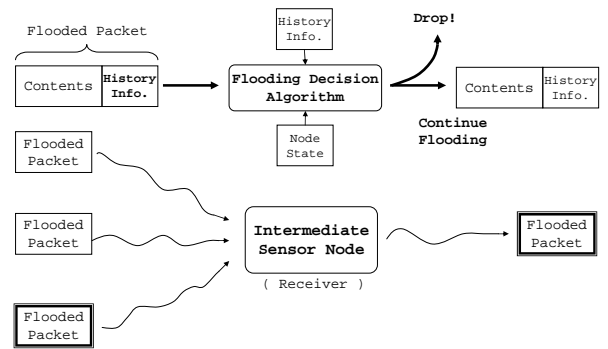 Flooded Packet
History
Info.
Drop!
Contents
History
Info.
Flooding Decision
Algorithm
Contents
History
Info.
Continue
Flooding
Node
State
Flooded
Packet
Flooded
Packet
Intermediate
Sensor Node
( Receiver )
Flooded
Packet
Flooded
Packet